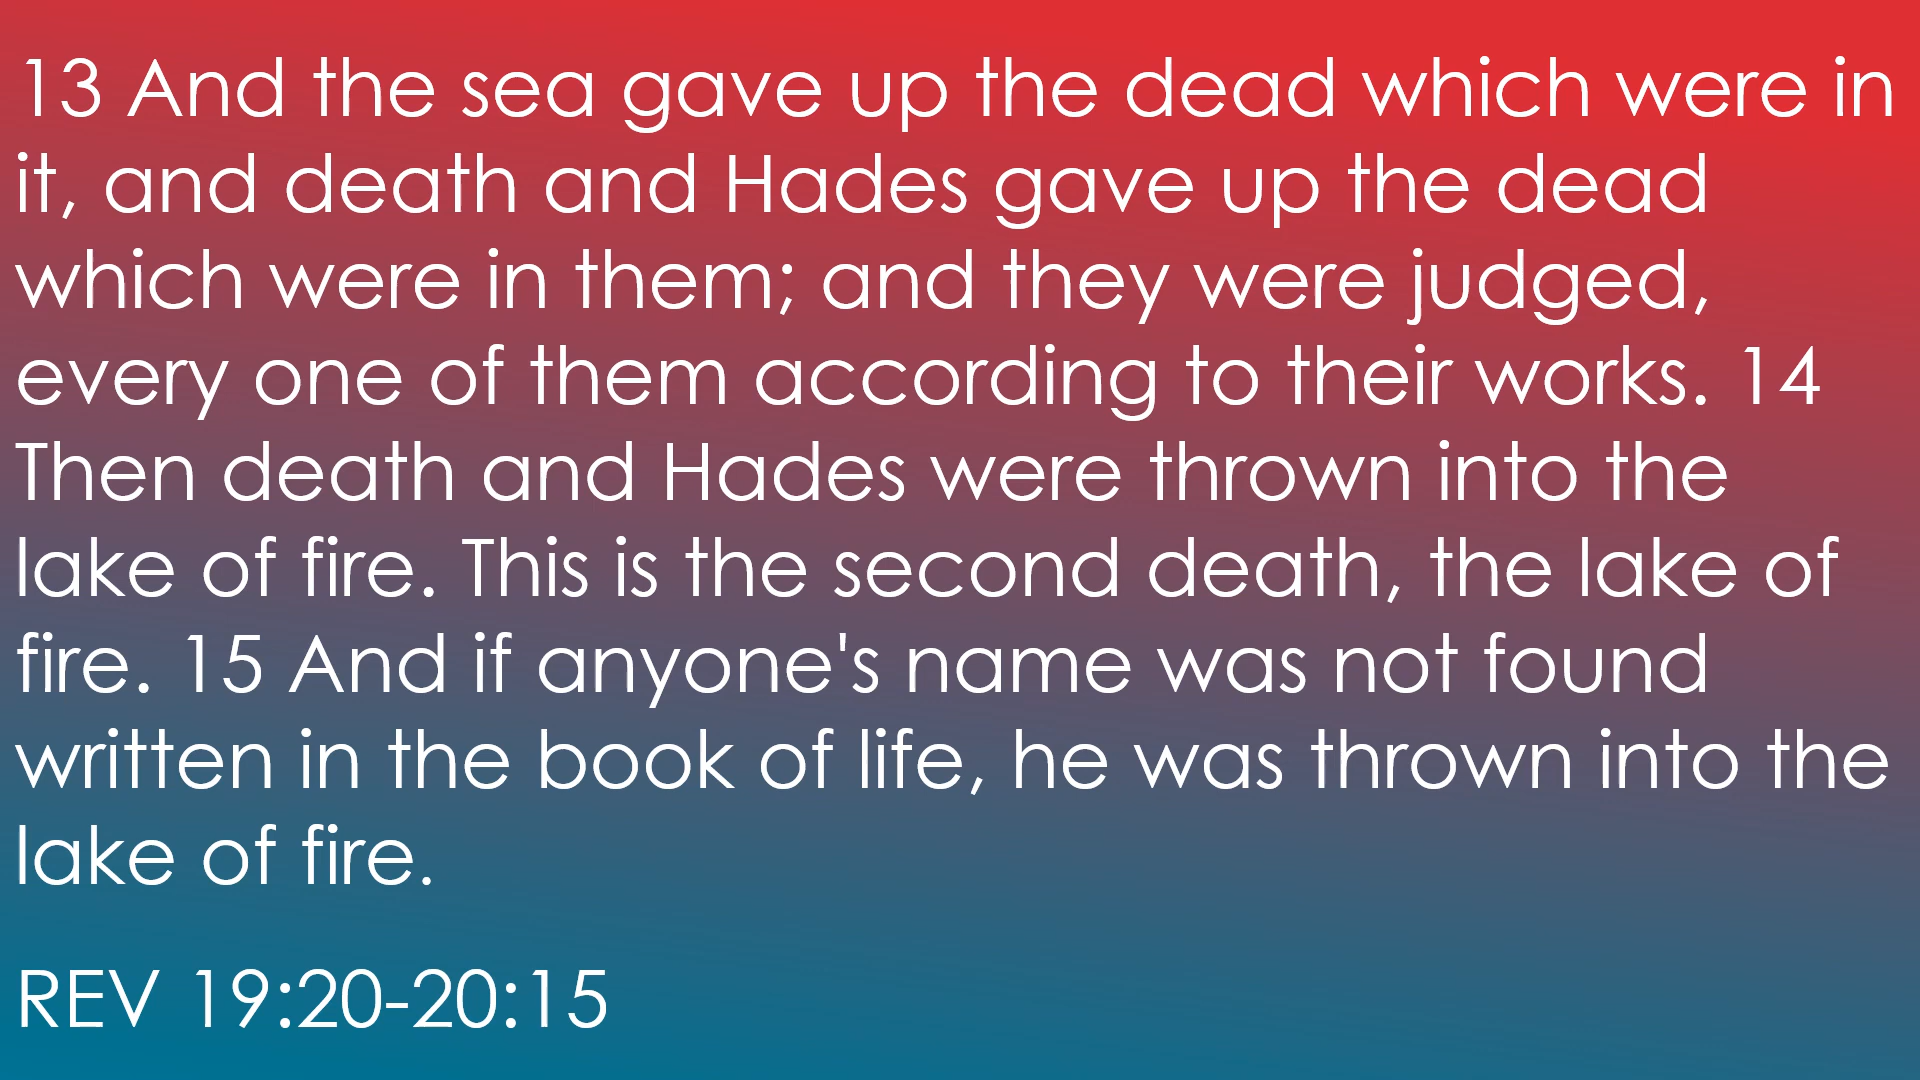 13 And the sea gave up the dead which were in
it, and death and Hades gave up the dead
which were in them; and they were judged,
every one of them according to their works. 14
Then death and Hades were thrown into the
lake of fire. This is the second death, the lake of
fire. 15 And if anyone's name was not found
written in the book of life, he was thrown into the
lake of fire.
REV 19:20-20:15